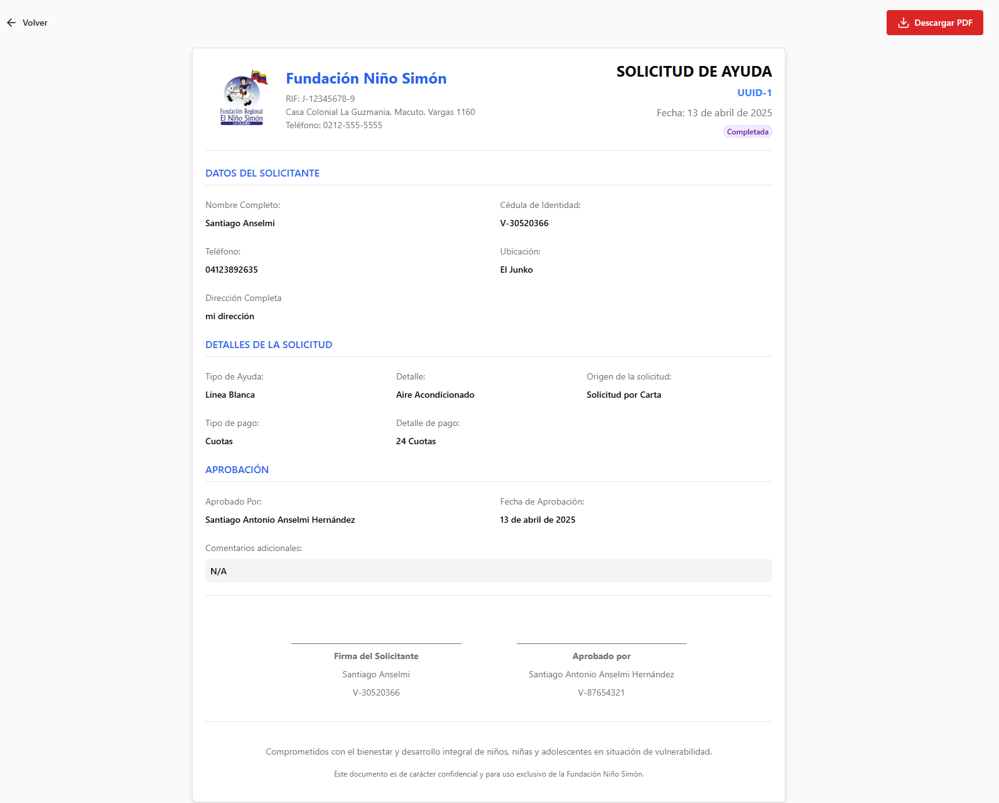 Volver
Descargar PDF
Fundación Regional
El Niño Simón
LA GUAIRA
Fundación Niño Simón
RIF: J-12345678-9
Casa Colonial La Guzmania, Macuto, Vargas 1160
Teléfono: 0212-555-5555
SOLICITUD DE AYUDA
UUID-1
Fecha: 13 de abril de 2025
Completada
DATOS DEL SOLICITANTE
Nombre Completo:
Santiago Anselmi
Cédula de Identidad:
V-30520366
Teléfono:
04123892635
Ubicación:
El Junko
Dirección Completa
mi dirección
DETALLES DE LA SOLICITUD
Tipo de Ayuda:
Línea Blanca
Detalle:
Aire Acondicionado
Origen de la solicitud:
Solicitud por Carta
Tipo de pago:
Cuotas
Detalle de pago:
24 Cuotas
APROBACIÓN
Aprobado Por:
Santiago Antonio Anselmi Hernández
Fecha de Aprobación:
13 de abril de 2025
Comentarios adicionales:
N/A
Firma del Solicitante
Santiago Anselmi
V-30520366
Aprobado por
Santiago Antonio Anselmi Hernández
V-87654321
Comprometidos con el bienestar y desarrollo integral de niños, niñas y adolescentes en situación de vulnerabilidad.
Este documento es de carácter confidencial y para uso exclusivo de la Fundación Niño Simón.